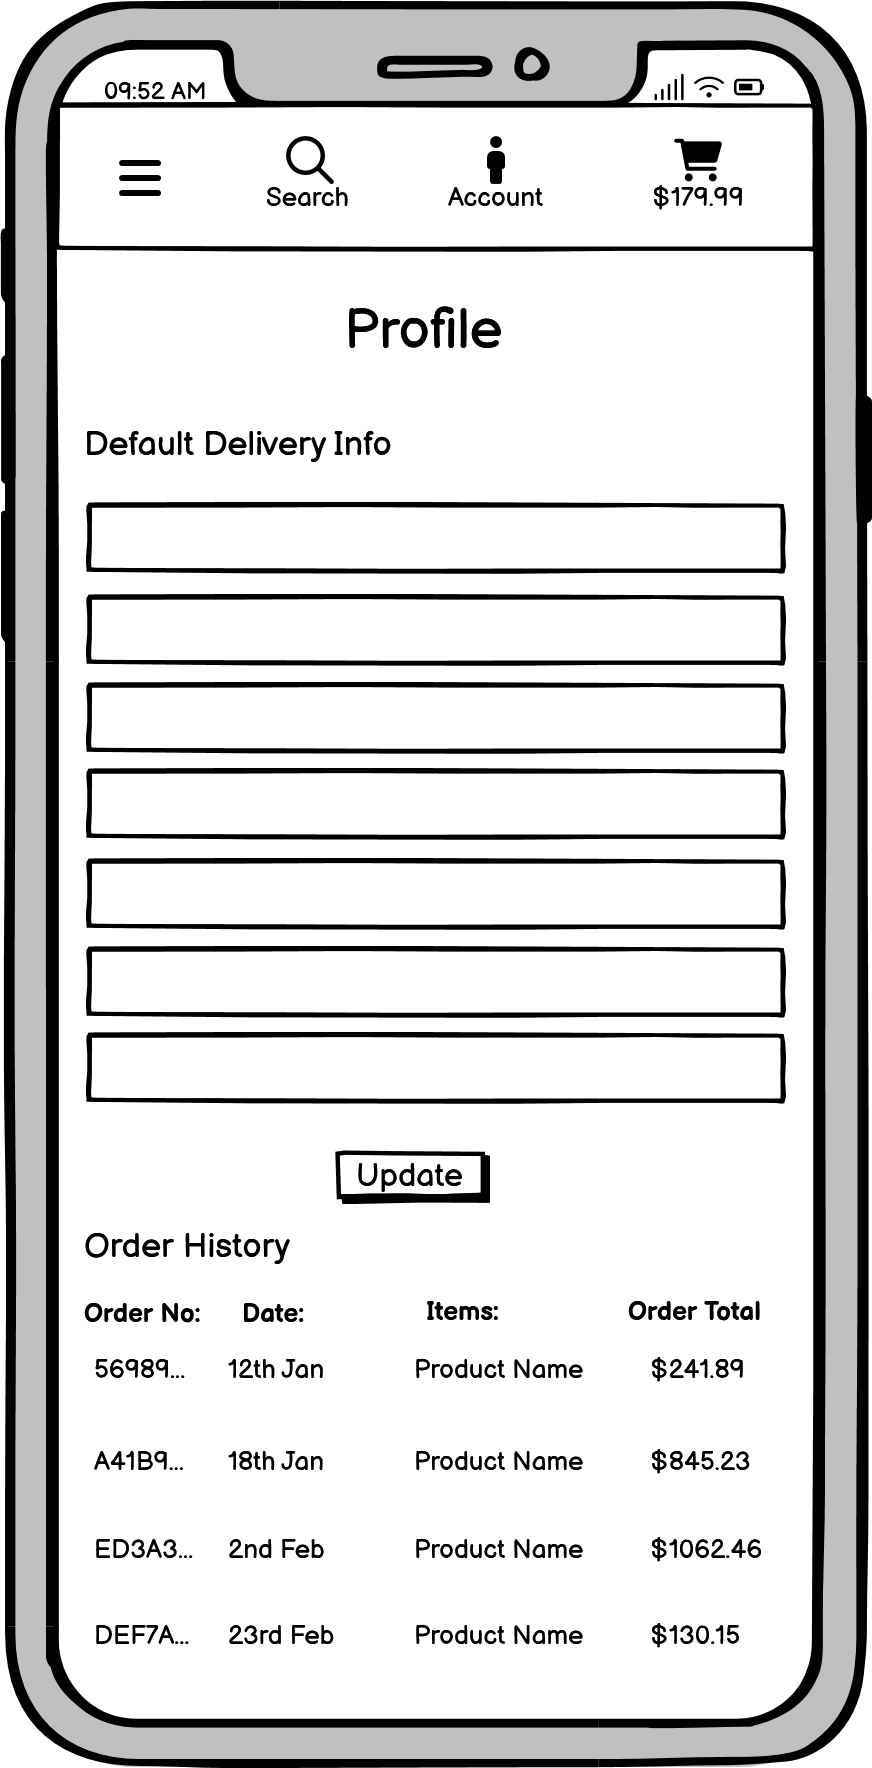 09:52 AM
Search Account $179.99
Profile
Default Delivery Info
Update
Order History
Order No: Date: Items: Order Total
56989... 12th Jan Product Name $241.89
A41B9... 18th Jan Product Name $845.23
ED3A3... 2nd Feb Product Name $1062.46
DEF7A... 23rd Feb Product Name $130.15